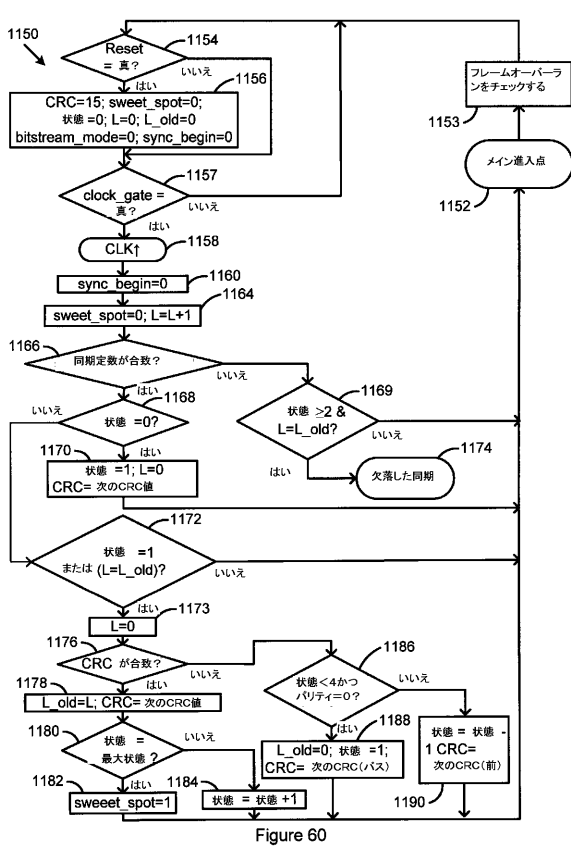 1150
Reset
= 真?
1154
いいえ
はい
1156
CRC=15; sweet_spot=0;
状態 =0; L=0; L_old=0
bitstream_mode=0; sync_begin=0
フレームオーバーラ
ンをチェックする
1153
メイン進入点
1152
1157
clock_gate =
真?
いいえ
はい
1158
CLK↑
1160
sync_begin=0
1164
sweet_spot=0; L=L+1
1166
同期定数が合致?
いいえ
はい
1168
いいえ
状態 =0?
はい
1169
状態 ≥2 &
L=L_old?
いいえ
はい
1174
欠落した同期
1170
状態 =1; L=0
CRC= 次のCRC値
1172
状態 =1
または (L=L_old)?
いいえ
はい
1173
L=0
1176
CRC が合致?
いいえ
はい
1178
L_old=L; CRC= 次のCRC値
1186
状態<4かつ
パリティ=0?
いいえ
はい
1188
L_old=0; 状態 =1;
CRC= 次のCRC(パス)
状態 = 状態 -
1 CRC=
次のCRC(前)
1190
1180
状態 =
最大状態 ?
いいえ
はい
1182
sweeet_spot=1
1184
状態 = 状態 +1
Figure 60